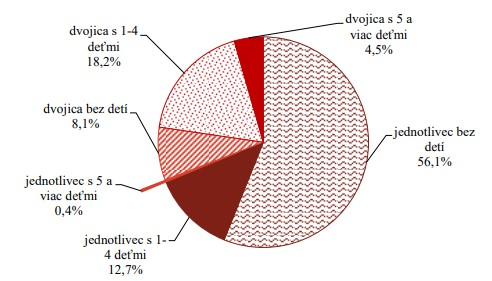 dvojica s 1-4
deťmi
18,2%
dvojica s 5 a
viac deťmi
4,5%
dvojica bez detí
8,1%
jednotlivec bez
detí
56,1%
jednotlivec s 5 a
viac deťmi
0,4%
jednotlivec s 1-
4 deťmi
12,7%